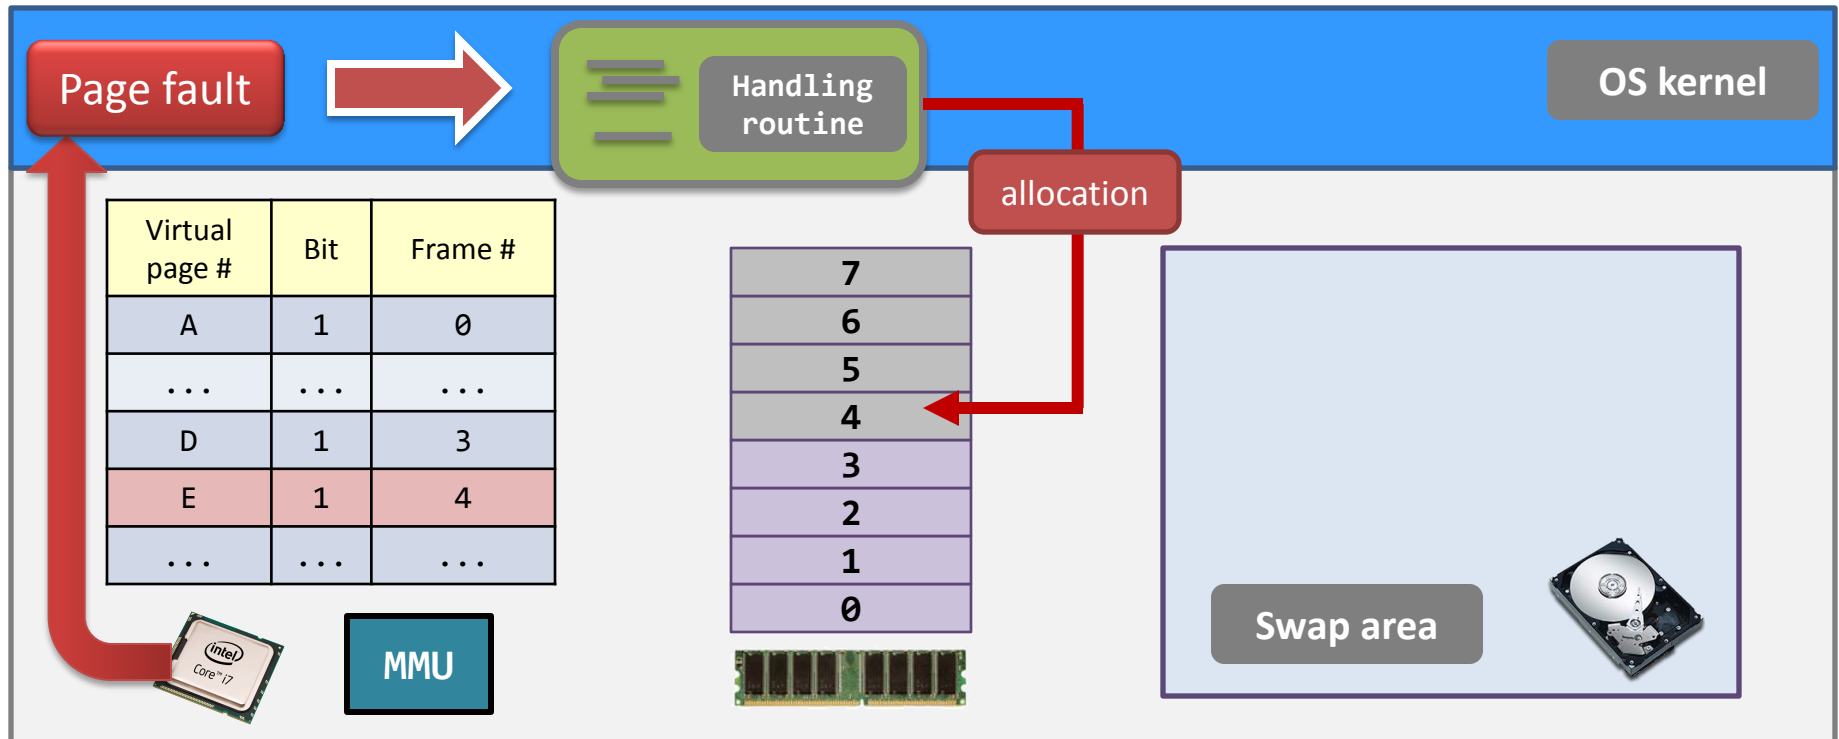 Page fault
Handling
routine
OS kernel
allocation
Virtual
page #
Bit
Frame #
A
1
0
...
...
...
D
1
3
E
1
4
...
...
...
7
6
5
4
3
2
1
0
intel
Core™ i7
MMU
Swap area